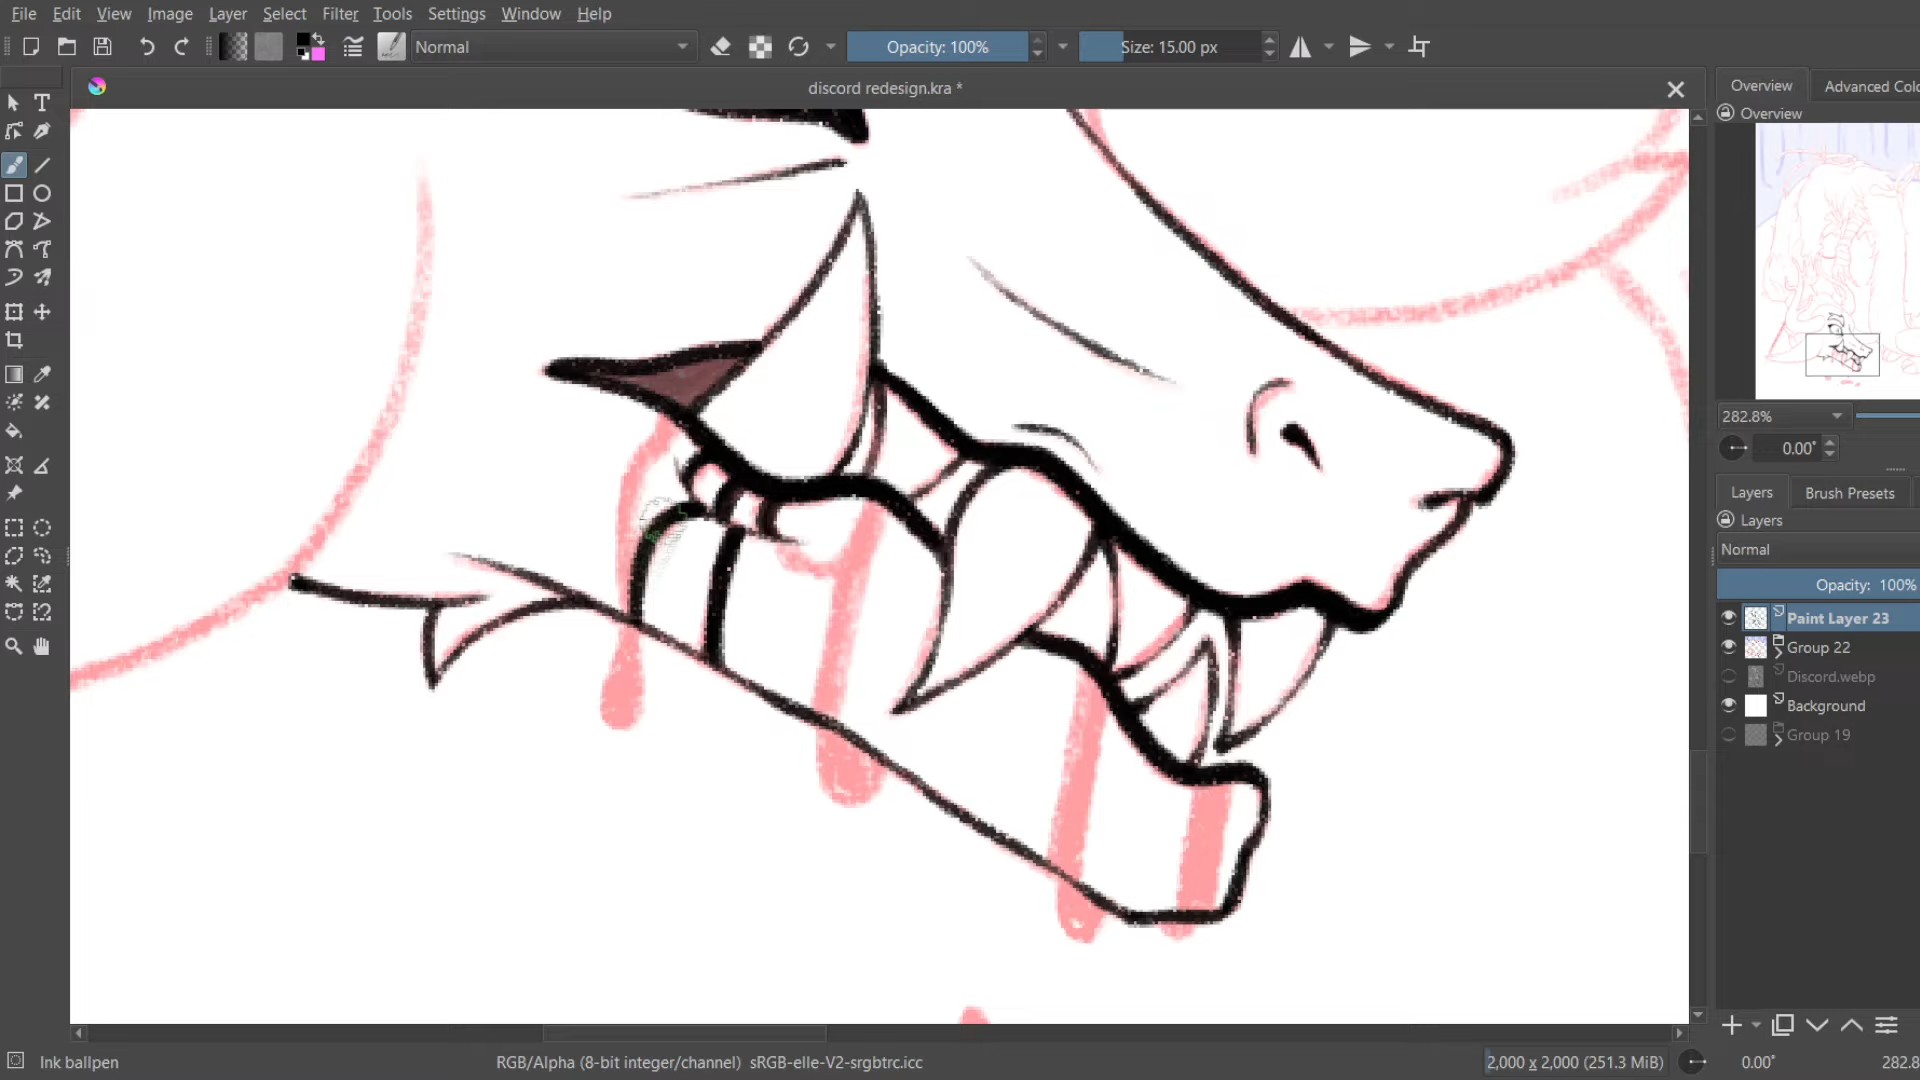 File Edit View Image Layer Select Filter Tools Settings Window Help
Normal Opacity: 100% Size: 15.00 px
discord redesign.kra *
Overview Advanced Colo
Overview
282.8%
0.00°
Layers Brush Presets
Layers
Normal
Opacity: 100%
Paint Layer 23
Group 22
Discord.webp
Background
Group 19
Ink ballpen RGB/Alpha (8-bit integer/channel) sRGB-elle-V2-srgbtrc.icc 2,000 x 2,000 (251.3 MiB) 0.00° 282.8